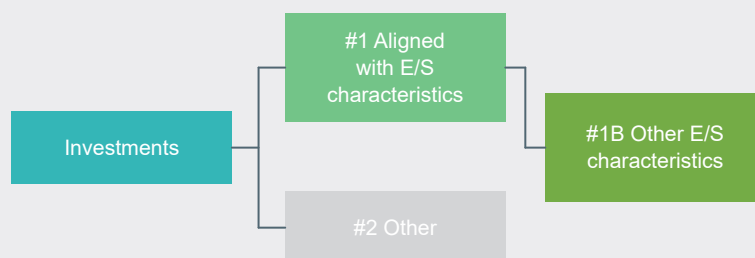 #1 Aligned
with E/S
characteristics
Investments
#1B Other E/S
characteristics
#2 Other